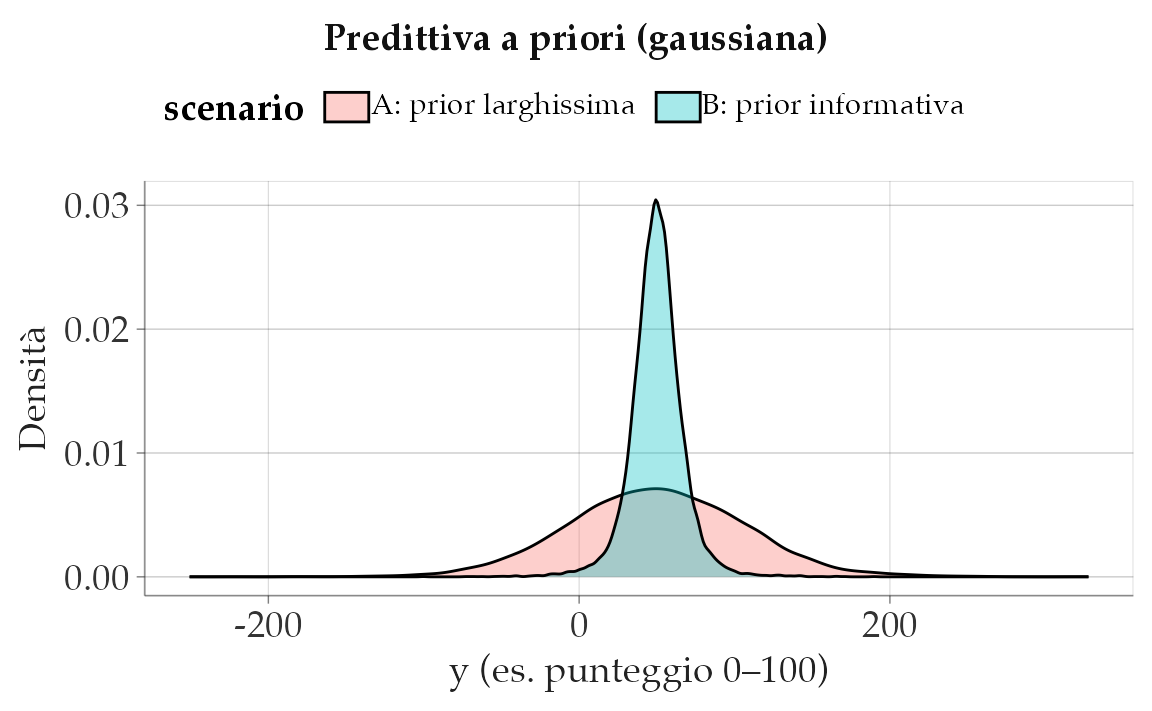 Predittiva a priori (gaussiana)
scenario A: prior larghissima B: prior informativa
0.03
0.02
0.01
0.00
Densità
-200 0 200
y (es. punteggio 0–100)